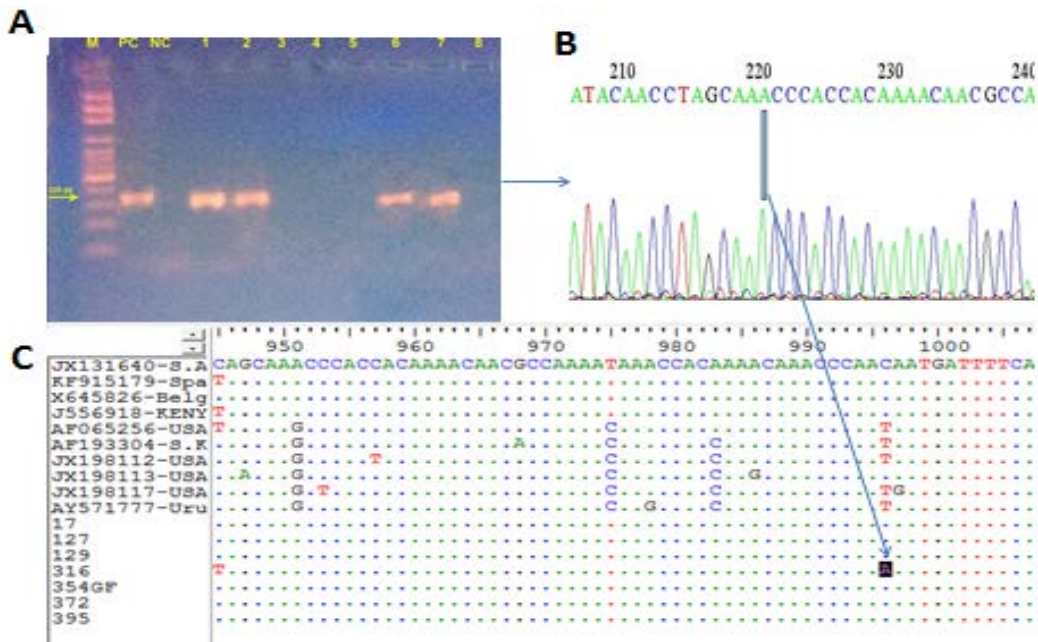 A
M PC NC 1 2 3 4 5 6 7 8
B
210 220 230 240
ATACAACCTAGCAAACCCACCACAAAACAACGCCA
C
950 960 970 980 990 1000
JX131640-S.A CAGCAAACCCACCACAAAACAACGCCAAAATAAACCACAAAACAAACCCAACAATGATTTTCA
KF915179-Spa T
X645826-Belg
J556918-KENY T
AF065256-USA T G C T
AF193304-S.K G A C C T
JX198112-USA G T C C T
JX198113-USA A G C C G
JX198117-USA G T C C T G
AY571777-Uru G C G C T
17
127
129
316 T A
354GF
372
395